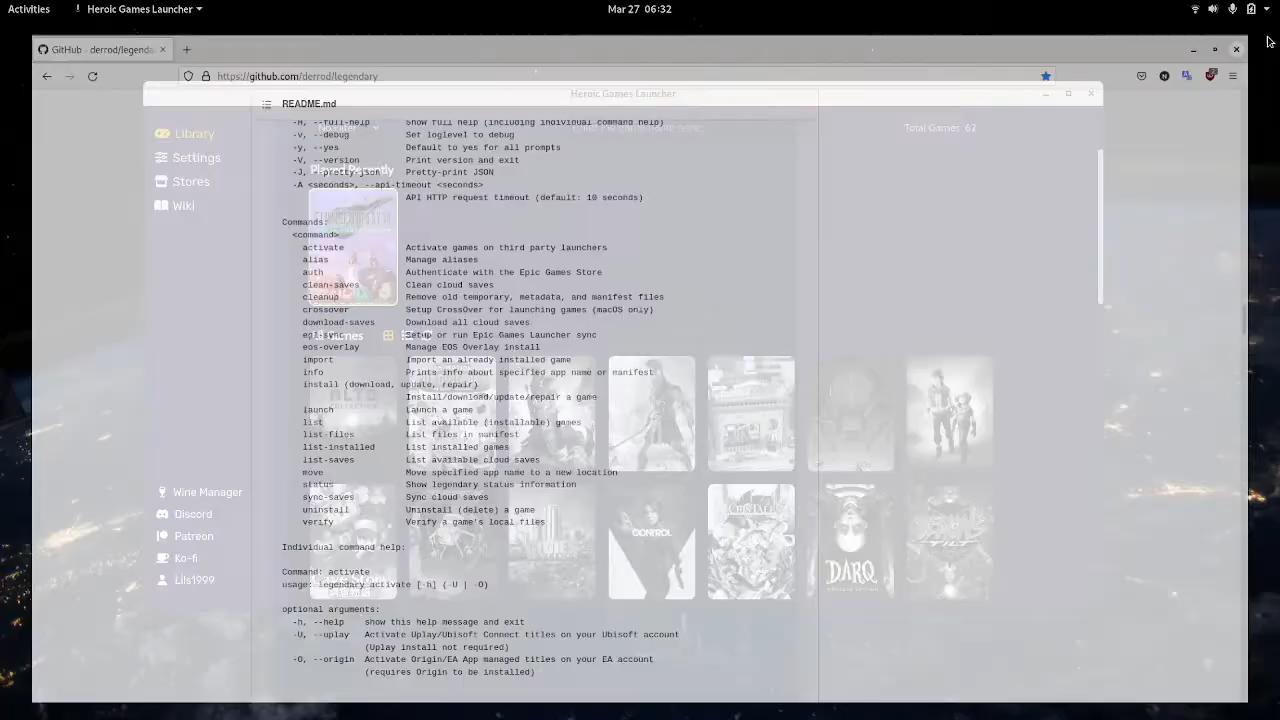 Activities
Heroic Games Launcher
Mar 27 06:32
GitHub - derrod/legenda
https://github.com/derrod/legendary
Heroic Games Launcher
README.md
Library
Settings
Stores
Wiki
Total Games 62
Played Recently
-H, --full-help Show full help (including individual command help)
-v, --debug Set loglevel to debug
-y, --yes Default to yes for all prompts
-V, --version Print version and exit
-J, --pretty-json Pretty-print JSON
-A <seconds>, --api-timeout <seconds>
API HTTP request timeout (default: 10 seconds)
Commands:
<command>
activate Activate games on third party launchers
alias Manage aliases
auth Authenticate with the Epic Games Store
clean-saves Clean cloud saves
cleanup Remove old temporary, metadata, and manifest files
crossover Setup CrossOver for launching games (macOS only)
download-saves Download all cloud saves
Setup or run Epic Games Launcher sync
eos-overlay Manage EOS Overlay install
import Import an already installed game
info Prints info about specified app name or manifest
install (download, update, repair)
Install/download/update/repair a game
launch Launch a game
list List available (installable) games
list-files List files in manifest
list-installed List installed games
list-saves List available cloud saves
move Move specified app name to a new location
status Show legendary status information
sync-saves Sync cloud saves
uninstall Uninstall (delete) a game
verify Verify a game's local files
Individual command help:
Command: activate
usage: legendary activate [-h] (-U | -O)
optional arguments:
-h, --help show this help message and exit
-U, --uplay Activate Uplay/Ubisoft Connect titles on your Ubisoft account
(Uplay install not required)
-O, --origin Activate Origin/EA App managed titles on your EA account
(requires Origin to be installed)
CONTROL
DARQ
Wine Manager
Discord
Patreon
Ko-fi
Lils1999